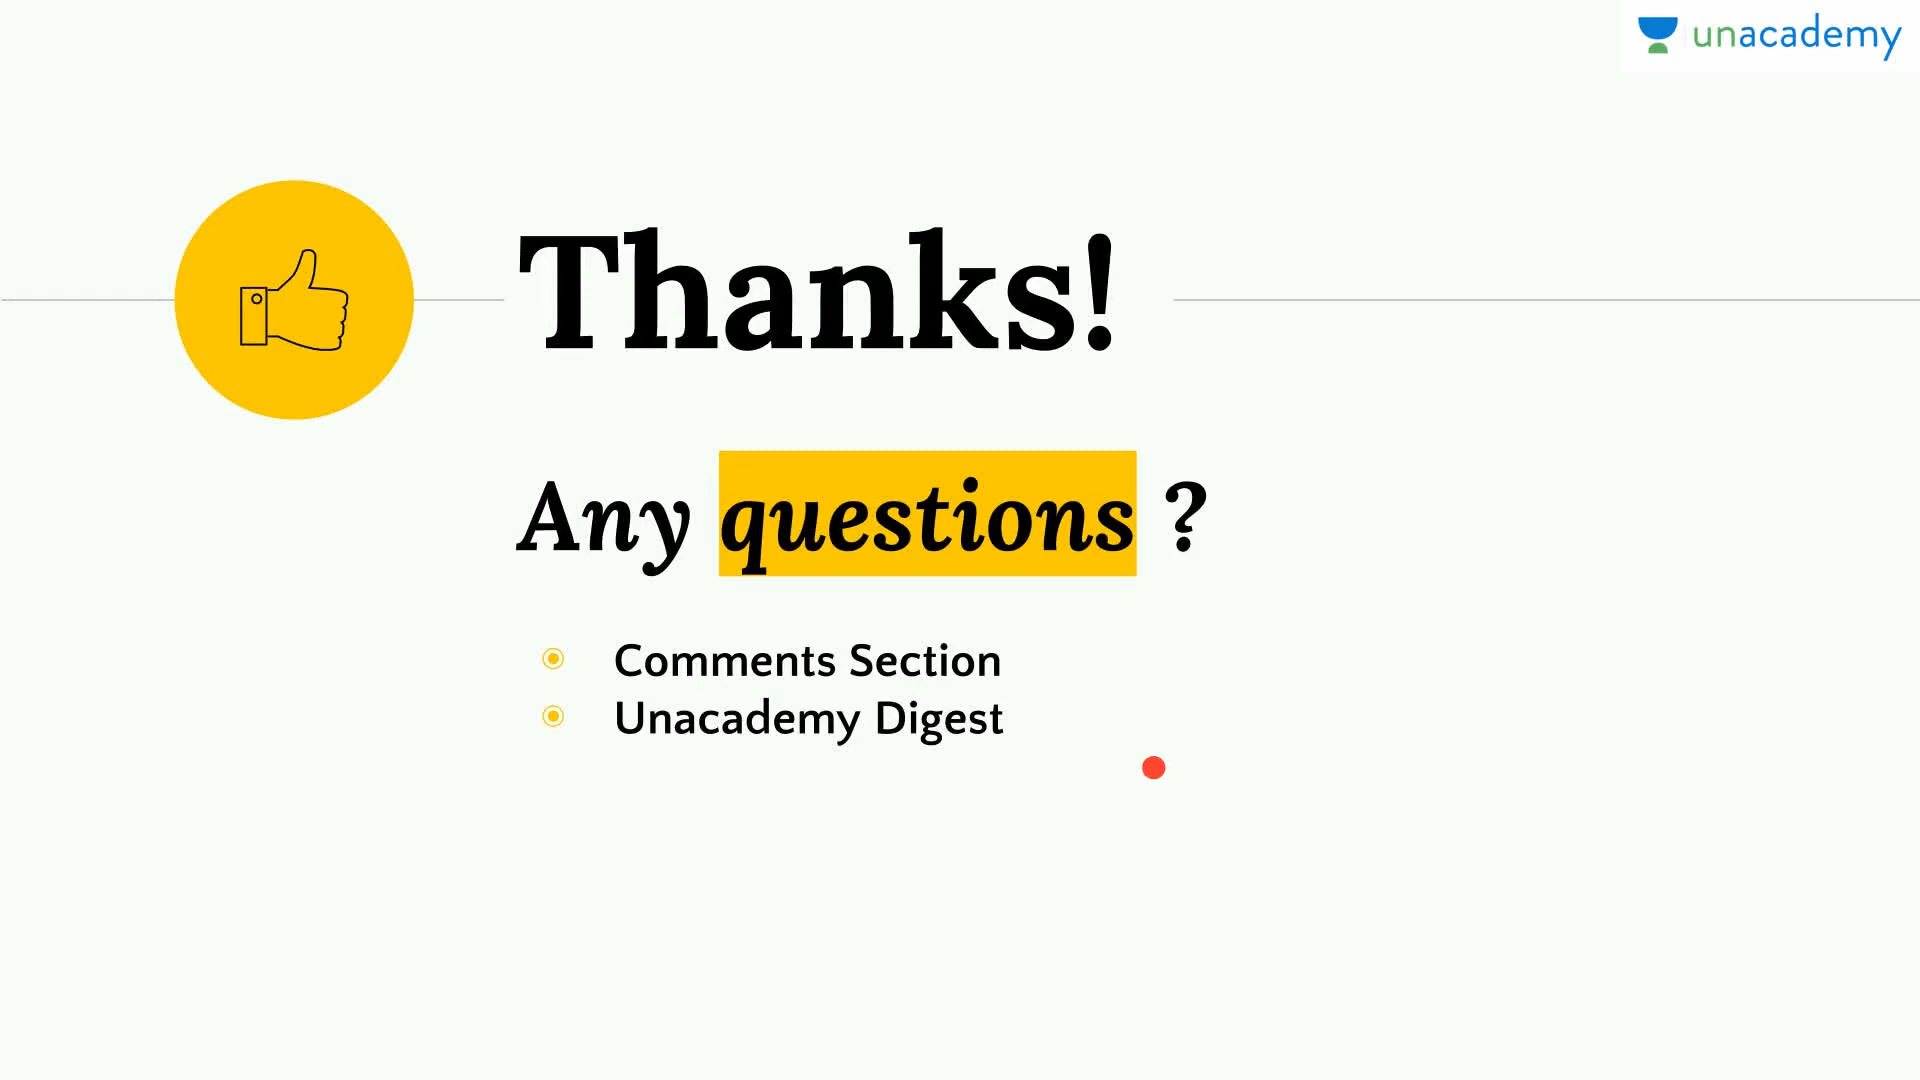 unacademy
Thanks!
Any questions ?
Comments Section
Unacademy Digest